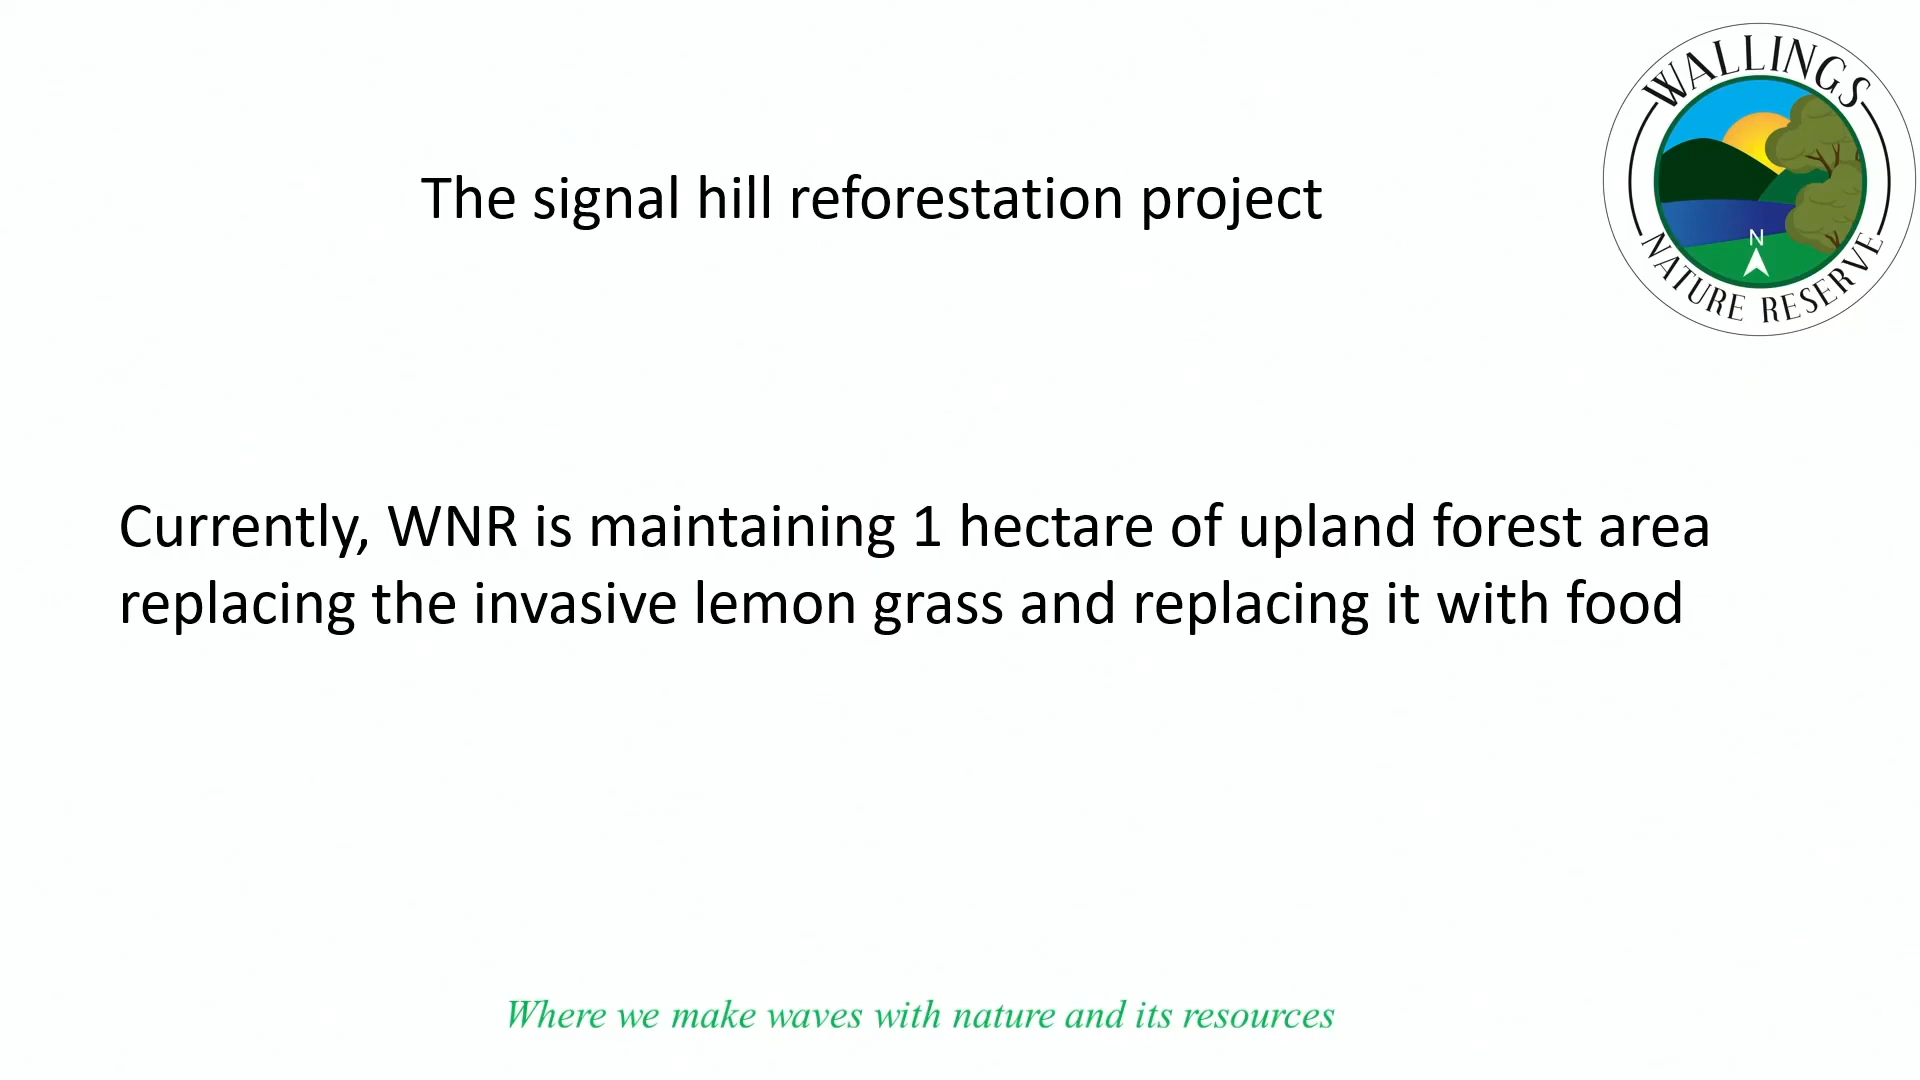 WALLINGS
NATURE RESERVE
N
The signal hill reforestation project
Currently, WNR is maintaining 1 hectare of upland forest area
replacing the invasive lemon grass and replacing it with food
Where we make waves with nature and its resources